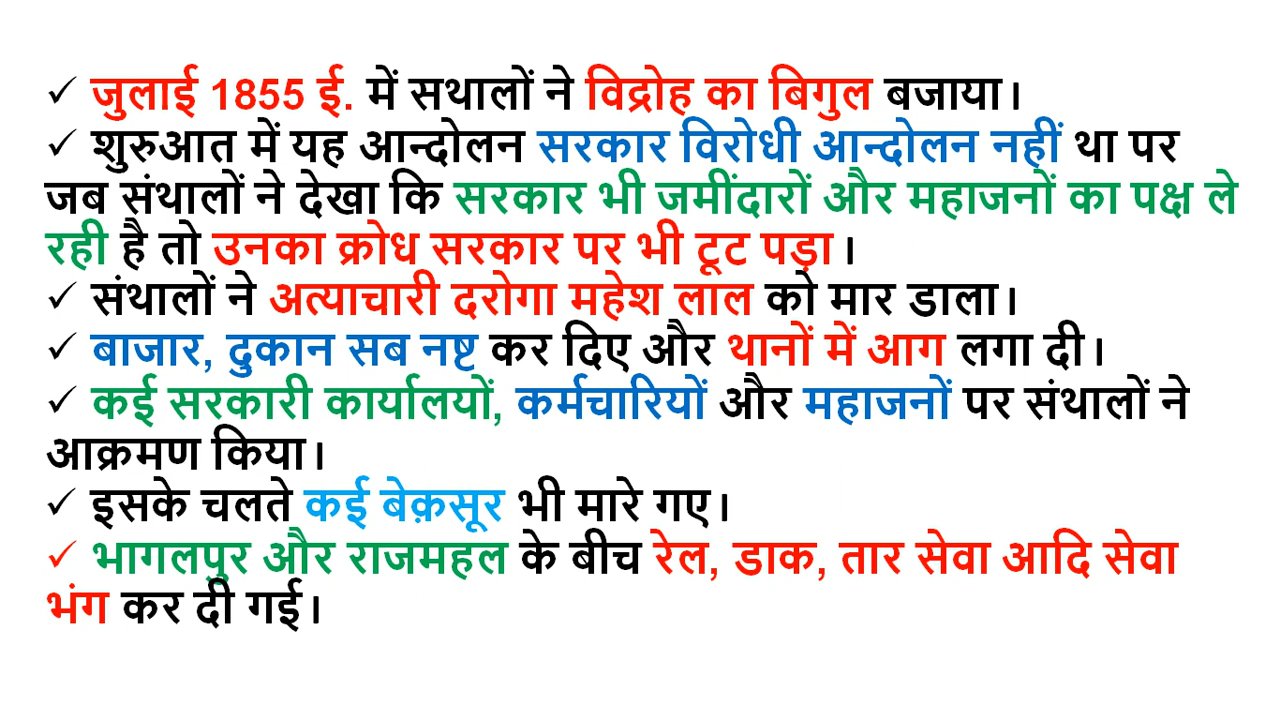 ✓ जुलाई 1855 ई. में सथालों ने विद्रोह का बिगुल बजाया।
✓ शुरुआत में यह आन्दोलन सरकार विरोधी आन्दोलन नहीं था पर
जब संथालों ने देखा कि सरकार भी जमींदारों और महाजनों का पक्ष ले
रही है तो उनका क्रोध सरकार पर भी टूट पड़ा।
✓ संथालों ने अत्याचारी दरोगा महेश लाल को मार डाला।
✓ बाजार, दुकान सब नष्ट कर दिए और थानों में आग लगा दी।
✓ कई सरकारी कार्यालयों, कर्मचारियों और महाजनों पर संथालों ने
आक्रमण किया।
✓ इसके चलते कई बेक़सूर भी मारे गए।
✓ भागलपुर और राजमहल के बीच रेल, डाक, तार सेवा आदि सेवा
भंग कर दी गई।